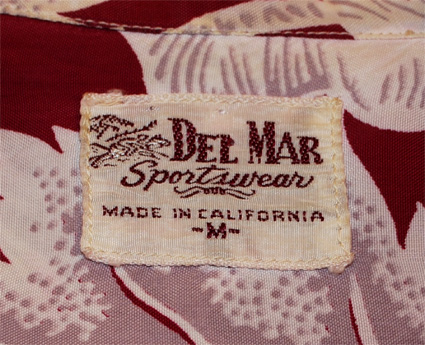 DEL MAR
Sportswear
MADE IN CALIFORNIA
-M-